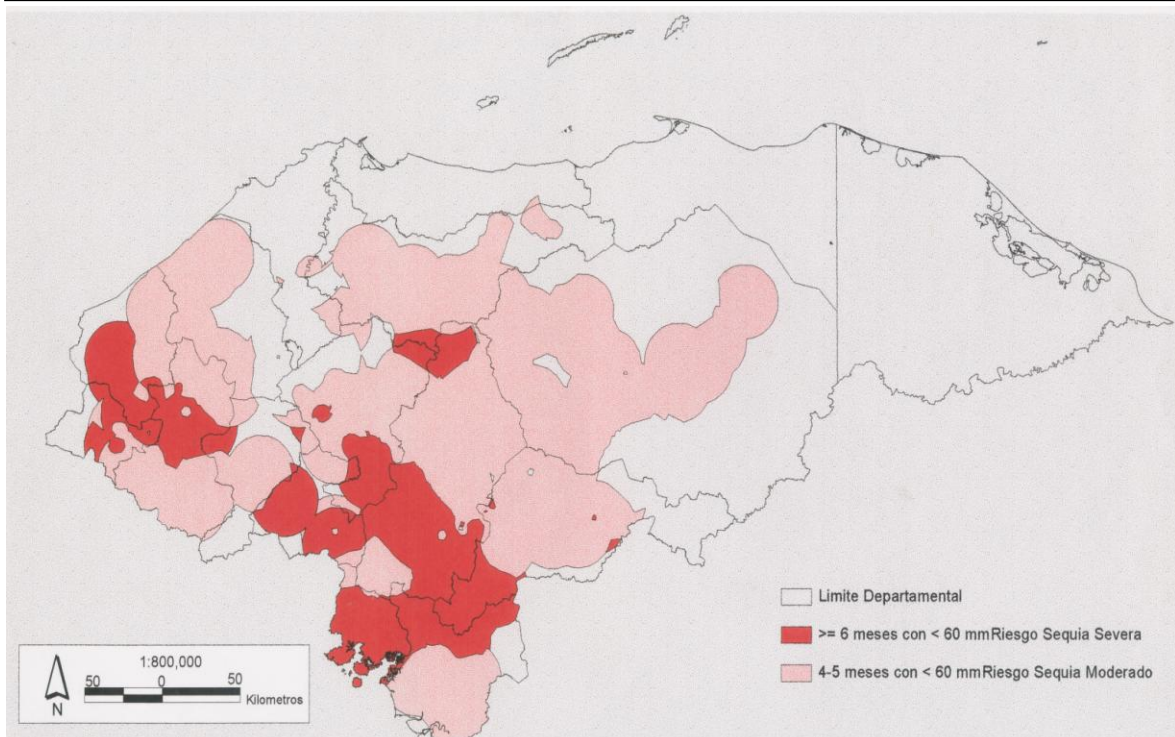 1:800,000
50 0 50
Kilometros
N
Limite Departamental
>= 6 meses con < 60 mmRiesgo Sequia Severa
4-5 meses con < 60 mmRiesgo Sequia Moderado